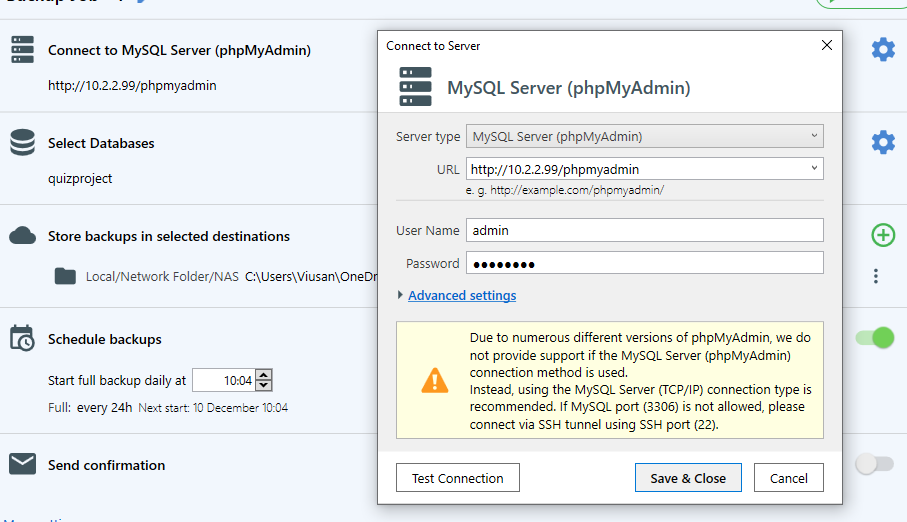 Connect to MySQL Server (phpMyAdmin)
http://10.2.2.99/phpmyadmin
Select Databases
quizproject
Store backups in selected destinations
Local/Network Folder/NAS C:\Users\Viusan\OneDr
Schedule backups
Start full backup daily at 10:04
Full: every 24h Next start: 10 December 10:04
Send confirmation
Connect to Server
MySQL Server (phpMyAdmin)
Server type MySQL Server (phpMyAdmin)
URL http://10.2.2.99/phpmyadmin
e. g. http://example.com/phpmyadmin/
User Name admin
Password ●●●●●●●●
Advanced settings
Due to numerous different versions of phpMyAdmin, we do
not provide support if the MySQL Server (phpMyAdmin)
connection method is used.
Instead, using the MySQL Server (TCP/IP) connection type is
recommended. If MySQL port (3306) is not allowed, please
connect via SSH tunnel using SSH port (22).
Test Connection Save & Close Cancel